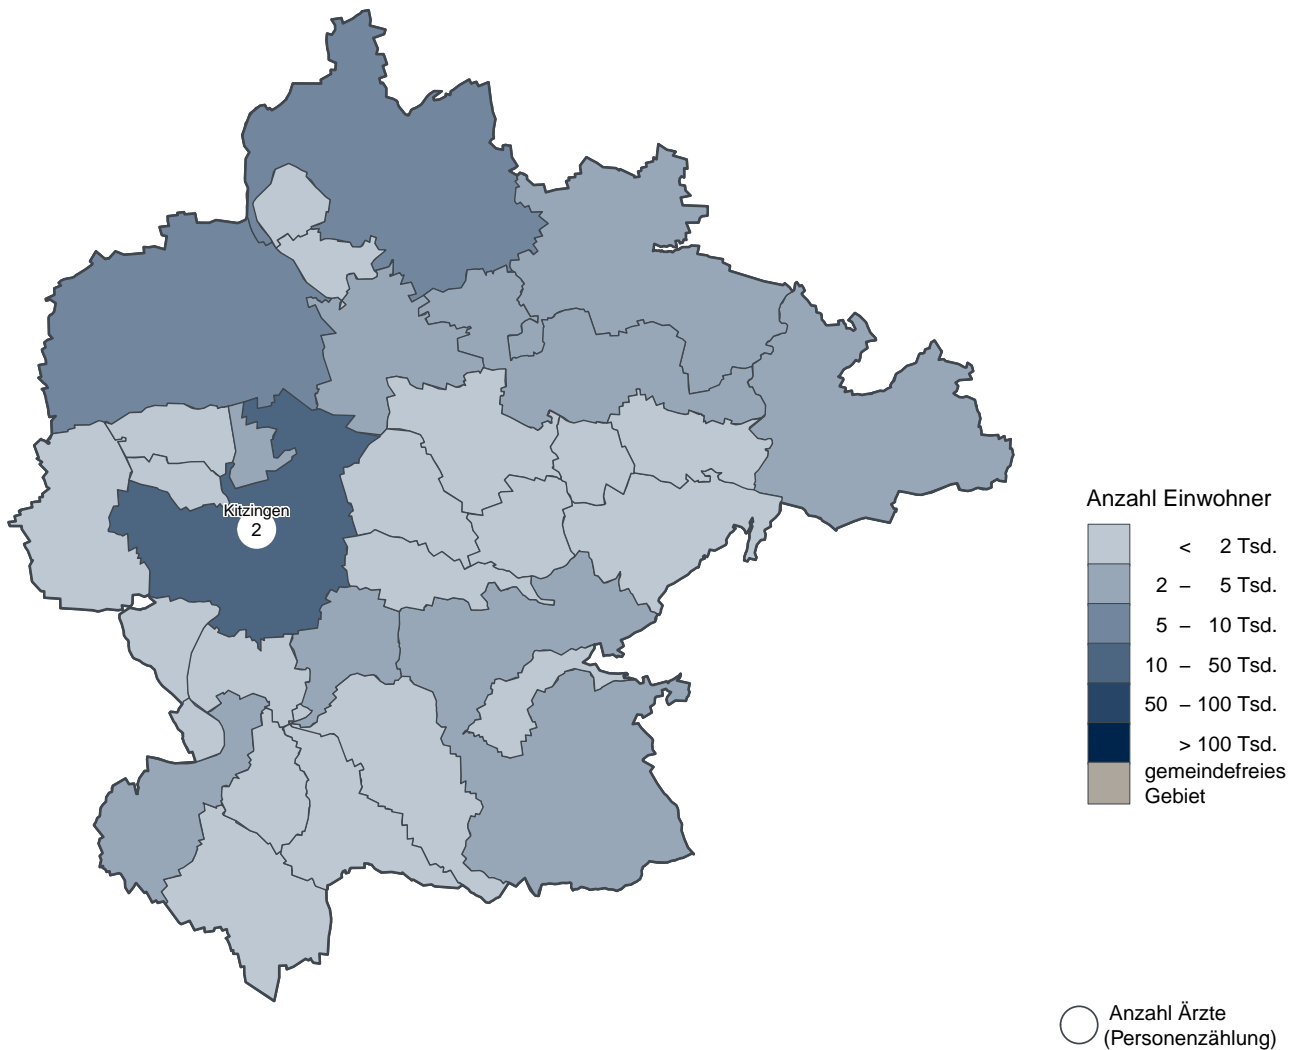 Kitzingen
2
Anzahl Einwohner
< 2 Tsd.
2 – 5 Tsd.
5 – 10 Tsd.
10 – 50 Tsd.
50 – 100 Tsd.
> 100 Tsd.
gemeindefreies
Gebiet
Anzahl Ärzte
(Personenzählung)